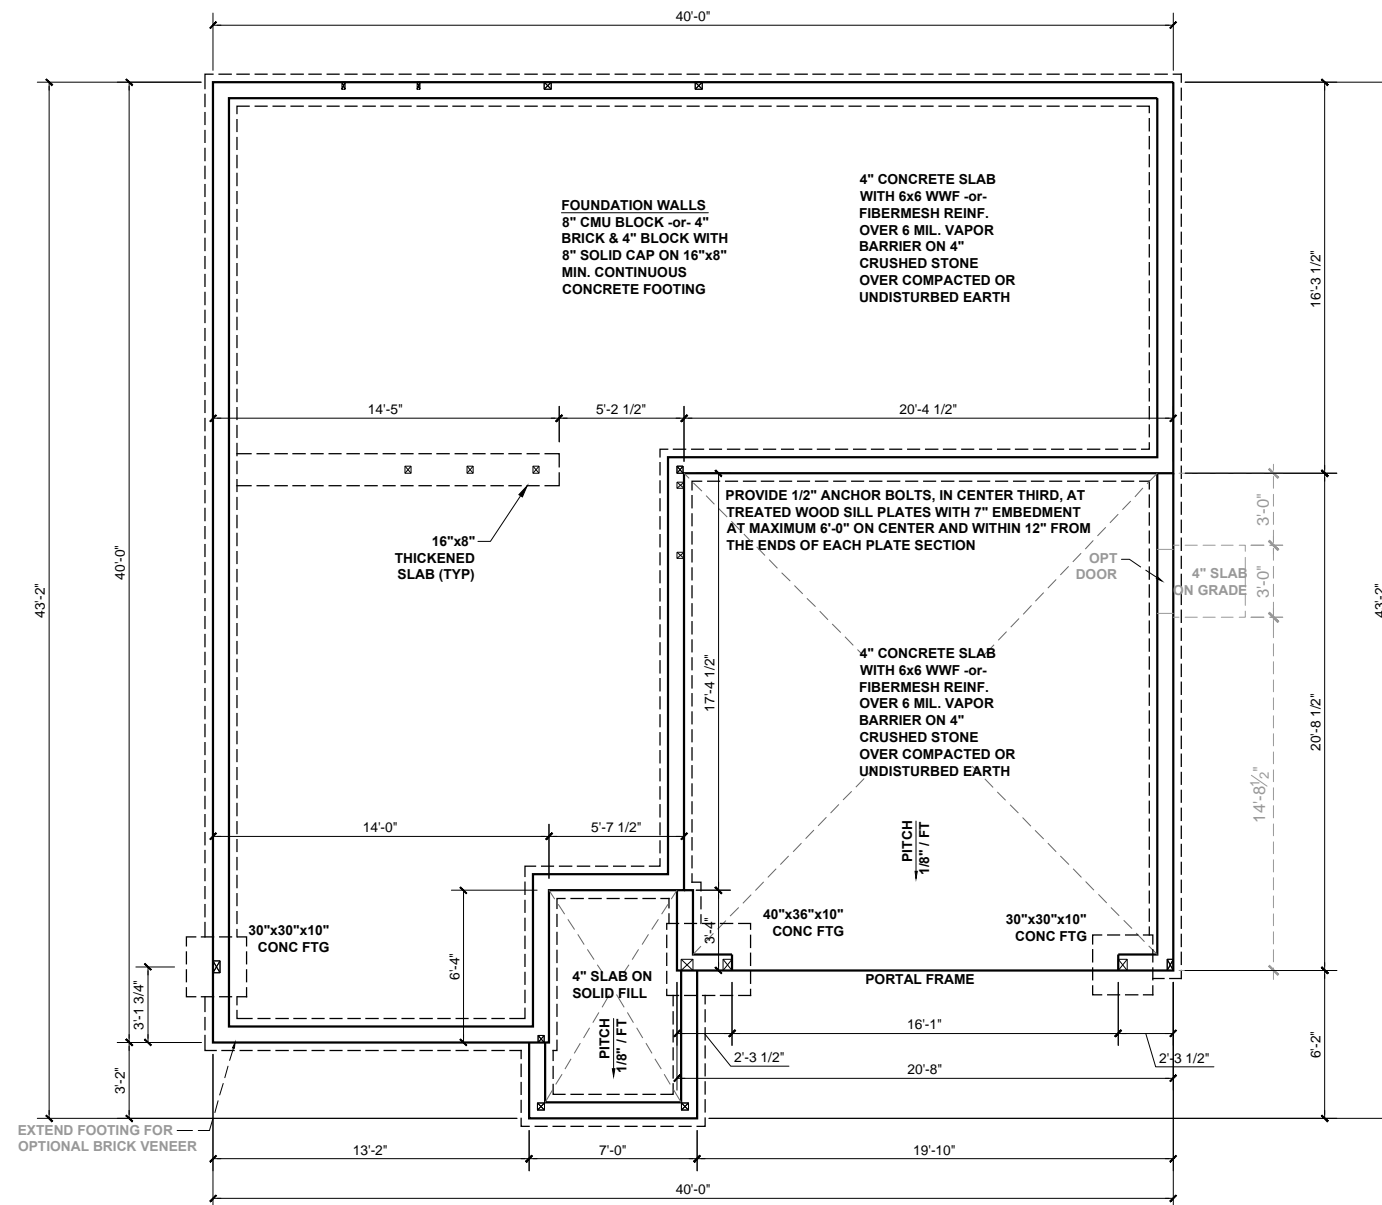 40'-0"
4" CONCRETE SLAB
WITH 6x6 WWF -or-
FIBERMESH REINF.
OVER 6 MIL. VAPOR
BARRIER ON 4"
CRUSHED STONE
OVER COMPACTED OR
UNDISTURBED EARTH
FOUNDATION WALLS
8" CMU BLOCK -or- 4"
BRICK & 4" BLOCK WITH
8" SOLID CAP ON 16"x8"
MIN. CONTINUOUS
CONCRETE FOOTING
16'-3 1/2"
14'-5"
5'-2 1/2"
20'-4 1/2"
PROVIDE 1/2" ANCHOR BOLTS, IN CENTER THIRD, AT
TREATED WOOD SILL PLATES WITH 7" EMBEDMENT
AT MAXIMUM 6'-0" ON CENTER AND WITHIN 12" FROM
THE ENDS OF EACH PLATE SECTION
16"x8"
THICKENED
SLAB (TYP)
OPT
DOOR
4" SLAB
ON GRADE
3'-0"
3'-0"
43'-2"
40'-0"
43'-2"
4" CONCRETE SLAB
WITH 6x6 WWF -or-
FIBERMESH REINF.
OVER 6 MIL. VAPOR
BARRIER ON 4"
CRUSHED STONE
OVER COMPACTED OR
UNDISTURBED EARTH
17'-4 1/2"
20'-8 1/2"
14'-8½"
14'-0"
5'-7 1/2"
PITCH
1/8" / FT
30"x30"x10"
CONC FTG
40"x36"x10"
CONC FTG
30"x30"x10"
CONC FTG
3'-4"
6'-4"
4" SLAB ON
SOLID FILL
PORTAL FRAME
3'-1 3/4"
PITCH
1/8" / FT
16'-1"
2'-3 1/2"
2'-3 1/2"
20'-8"
6'-2"
3'-2"
EXTEND FOOTING FOR
OPTIONAL BRICK VENEER
13'-2"
7'-0"
19'-10"
40'-0"